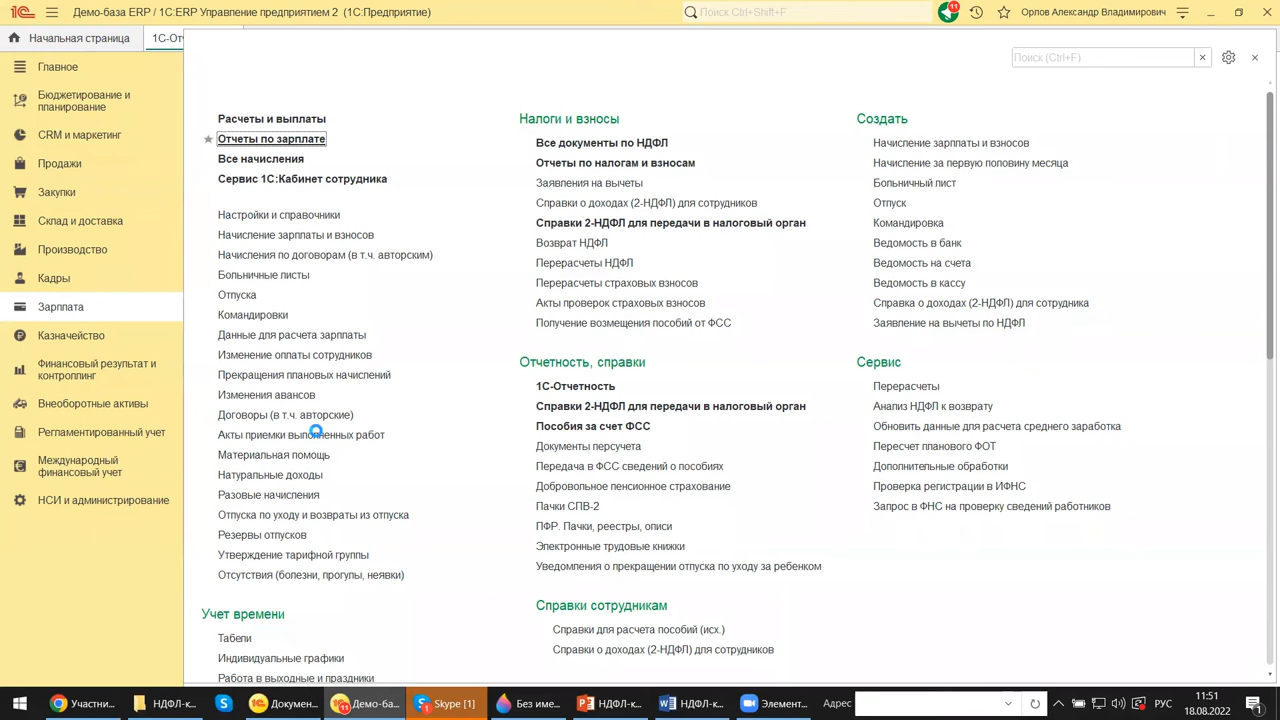 Демо-база ERP / 1С:ERP Управление предприятием 2 (1С:Предприятие)
Поиск Ctrl+Shift+F
11
Орлов Александр Владимирович
Начальная страница
1С-От
Поиск (Ctrl+F)
Главное
Бюджетирование и
планирование
CRM и маркетинг
Продажи
Закупки
Склад и доставка
Производство
Кадры
Зарплата
Казначейство
Финансовый результат и
контроллинг
Внеоборотные активы
Регламентированный учет
Международный
финансовый учет
НСИ и администрирование
Расчеты и выплаты
Отчеты по зарплате
Все начисления
Сервис 1С:Кабинет сотрудника
Настройки и справочники
Начисление зарплаты и взносов
Начисления по договорам (в т.ч. авторским)
Больничные листы
Отпуска
Командировки
Данные для расчета зарплаты
Изменение оплаты сотрудников
Прекращения плановых начислений
Изменения авансов
Договоры (в т.ч. авторские)
Акты приемки выполненных работ
Материальная помощь
Натуральные доходы
Разовые начисления
Отпуска по уходу и возвраты из отпуска
Резервы отпусков
Утверждение тарифной группы
Отсутствия (болезни, прогулы, неявки)
Учет времени
Табели
Индивидуальные графики
Работа в выходные и праздники
Налоги и взносы
Все документы по НДФЛ
Отчеты по налогам и взносам
Заявления на вычеты
Справки о доходах (2-НДФЛ) для сотрудников
Справки 2-НДФЛ для передачи в налоговый орган
Возврат НДФЛ
Перерасчеты НДФЛ
Перерасчеты страховых взносов
Акты проверок страховых взносов
Получение возмещения пособий от ФСС
Отчетность, справки
1С-Отчетность
Справки 2-НДФЛ для передачи в налоговый орган
Пособия за счет ФСС
Документы персучета
Передача в ФСС сведений о пособиях
Добровольное пенсионное страхование
Пачки СПВ-2
ПФР. Пачки, реестры, описи
Электронные трудовые книжки
Уведомления о прекращении отпуска по уходу за ребенком
Справки сотрудникам
Справки для расчета пособий (исх.)
Справки о доходах (2-НДФЛ) для сотрудников
Создать
Начисление зарплаты и взносов
Начисление за первую половину месяца
Больничный лист
Отпуск
Командировка
Ведомость в банк
Ведомость на счета
Ведомость в кассу
Справка о доходах (2-НДФЛ) для сотрудника
Заявление на вычеты по НДФЛ
Сервис
Перерасчеты
Анализ НДФЛ к возврату
Обновить данные для расчета среднего заработка
Пересчет планового ФОТ
Дополнительные обработки
Проверка регистрации в ИФНС
Запрос в ФНС на проверку сведений работников
Участни...
НДФЛ-к...
Докумен...
Демо-ба...
Skype [1]
Без име...
НДФЛ-к...
НДФЛ-к...
Элемент...
Адрес
РУС
11:51
18.08.2022